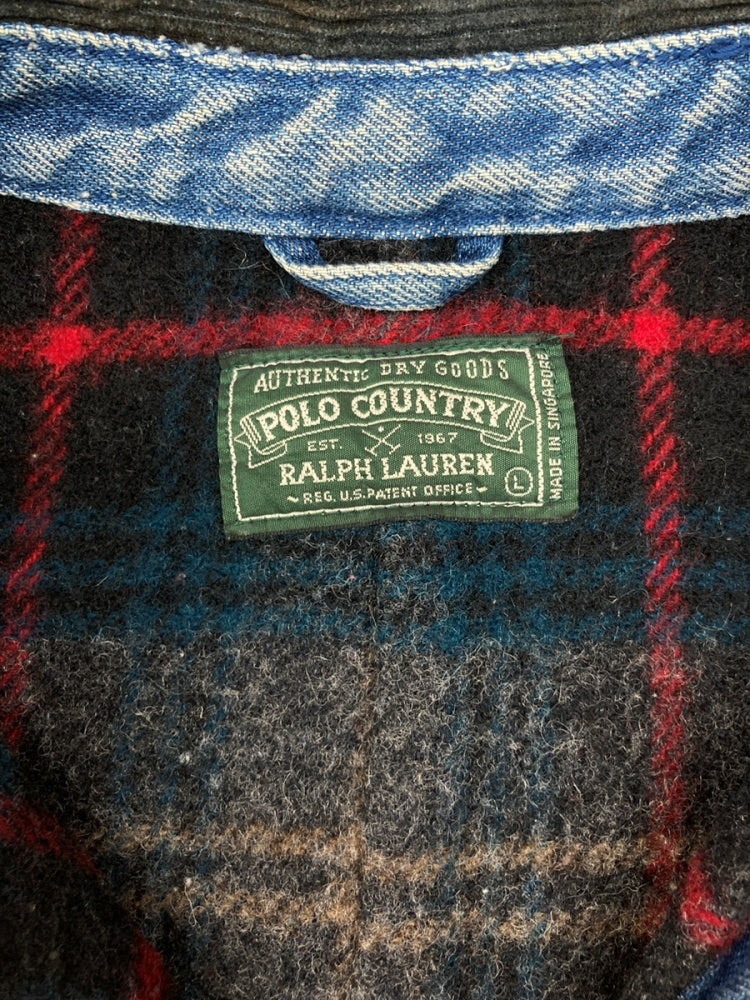 AUTHENTIC DRY GOODS
POLO COUNTRY
EST. 1967
RALPH LAUREN
~ REG. U.S. PATENT OFFICE ~
L
MADE IN SINGAPORE